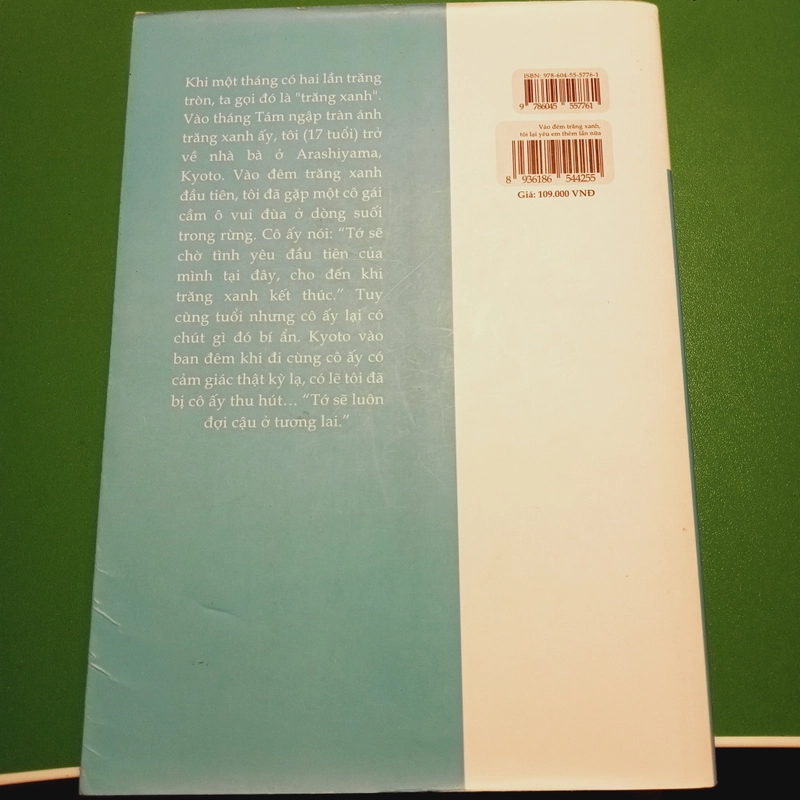 Khi một tháng có hai lần trăng
tròn, ta gọi đó là "trăng xanh".
Vào tháng Tám ngập tràn ánh
trăng xanh ấy, tôi (17 tuổi) trở
về nhà bà ở Arashiyama,
Kyoto. Vào đêm trăng xanh
đầu tiên, tôi đã gặp một cô gái
cầm ô vui đùa ở dòng suối
trong rừng. Cô ấy nói: “Tớ sẽ
chờ tình yêu đầu tiên của
mình tại đây, cho đến khi
trăng xanh kết thúc.” Tuy
cùng tuổi nhưng cô ấy lại có
chút gì đó bí ẩn. Kyoto vào
ban đêm khi đi cùng cô ấy có
cảm giác thật kỳ lạ, có lẽ tôi đã
bị cô ấy thu hút… “Tớ sẽ luôn
đợi cậu ở tương lai.”
ISBN: 978-604-55-5776-1
9 786045 557761
Vào đêm trăng xanh,
tôi lại yêu em thêm lần nữa
8 936186 544255
Giá: 109.000 VNĐ